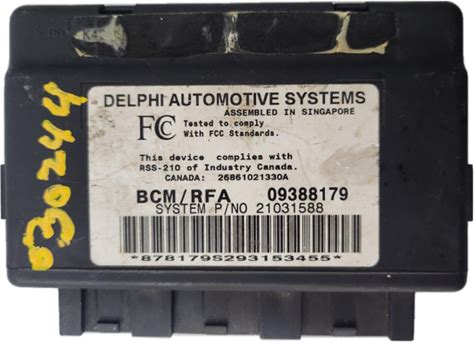 DELPHI AUTOMOTIVE SYSTEMS
ASSEMBLED IN SINGAPORE
FCC Tested to comply
With FCC Standards.
This device complies with
RSS-210 of Industry Canada.
CANADA: 26861021330A
BCM/RFA 09388179
SYSTEM P/NO 21031588
*878179S293153455*
030244